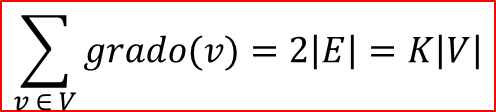 ∑ grado(v) = 2|E| = K|V|
v ∈ V